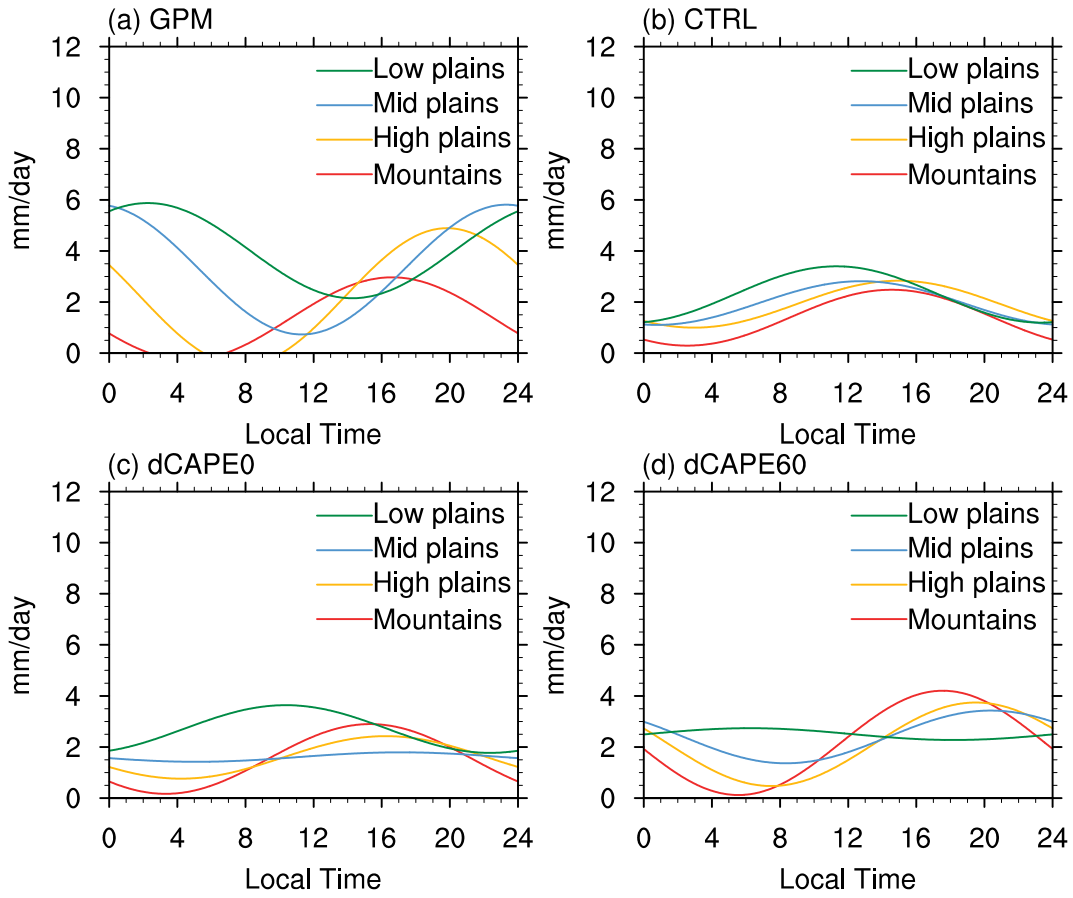 (a) GPM
12
10
8
6
4
2
0
mm/day
Low plains
Mid plains
High plains
Mountains
0 4 8 12 16 20 24
Local Time
(b) CTRL
12
10
8
6
4
2
0
mm/day
Low plains
Mid plains
High plains
Mountains
0 4 8 12 16 20 24
Local Time
(c) dCAPE0
12
10
8
6
4
2
0
mm/day
Low plains
Mid plains
High plains
Mountains
0 4 8 12 16 20 24
Local Time
(d) dCAPE60
12
10
8
6
4
2
0
mm/day
Low plains
Mid plains
High plains
Mountains
0 4 8 12 16 20 24
Local Time